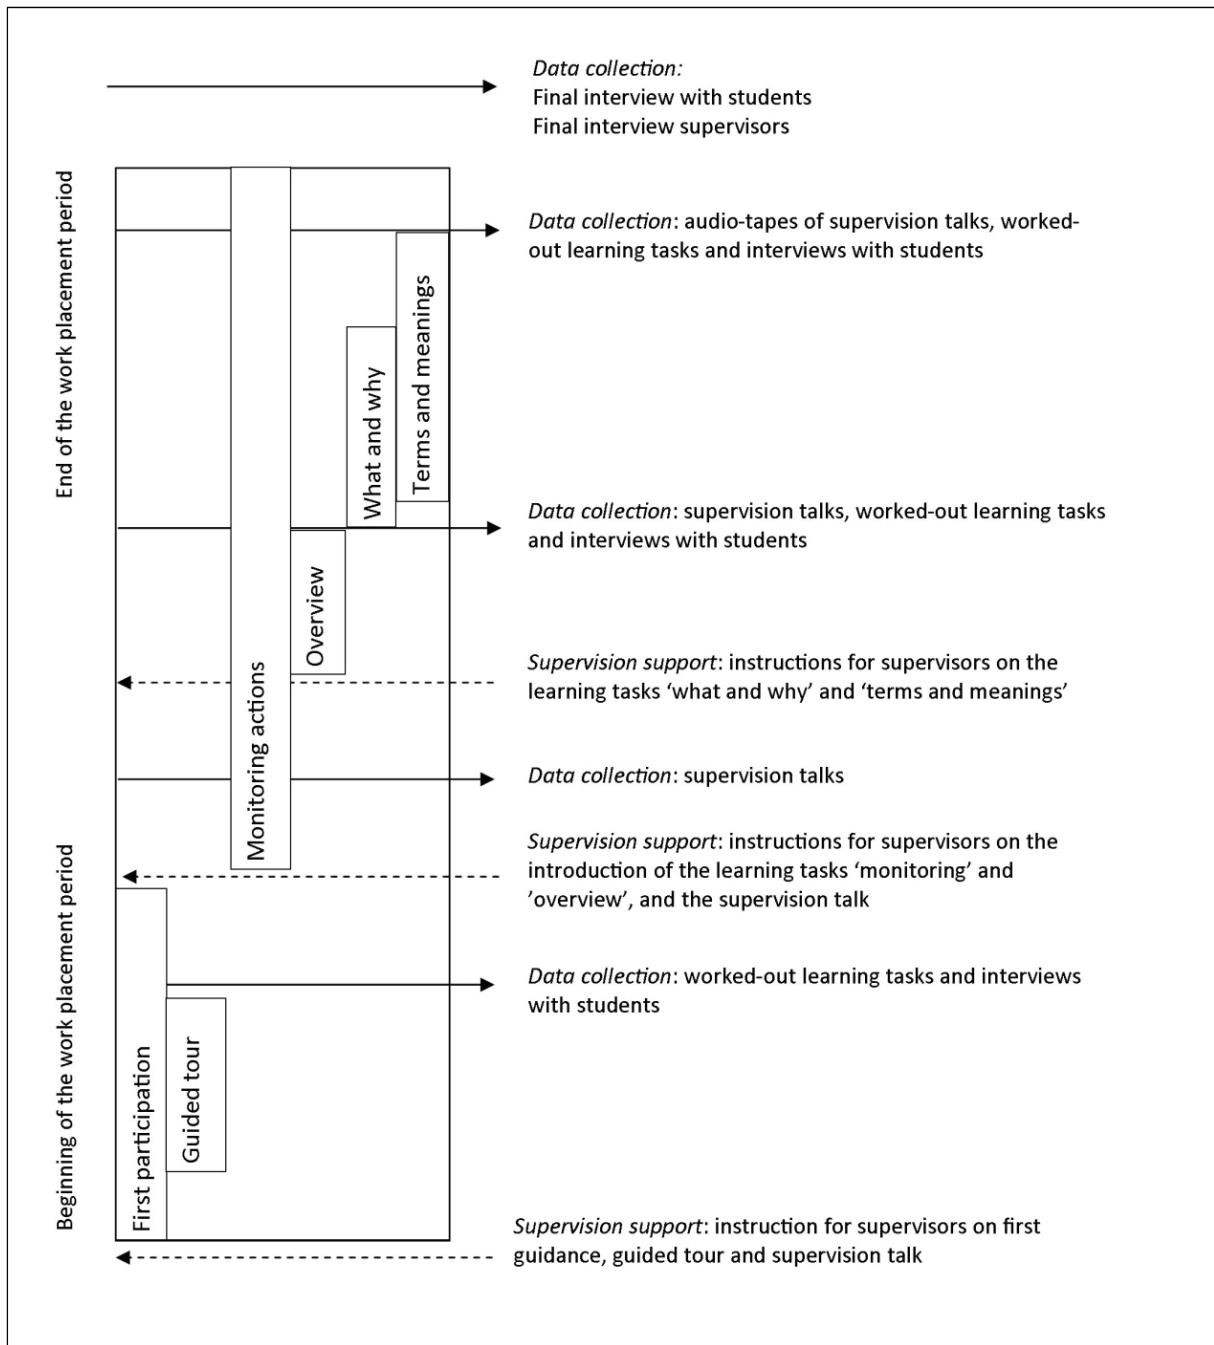 Data collection:
Final interview with students
Final interview supervisors
End of the work placement period
Data collection: audio-tapes of supervision talks, worked-
out learning tasks and interviews with students
Terms and meanings
What and why
Data collection: supervision talks, worked-out learning tasks
and interviews with students
Overview
Supervision support: instructions for supervisors on the
learning tasks ‘what and why’ and ‘terms and meanings’
Monitoring actions
Data collection: supervision talks
Supervision support: instructions for supervisors on the
introduction of the learning tasks ‘monitoring’ and
’overview’, and the supervision talk
Beginning of the work placement period
Data collection: worked-out learning tasks and interviews
with students
First participation
Guided tour
Supervision support: instruction for supervisors on first
guidance, guided tour and supervision talk